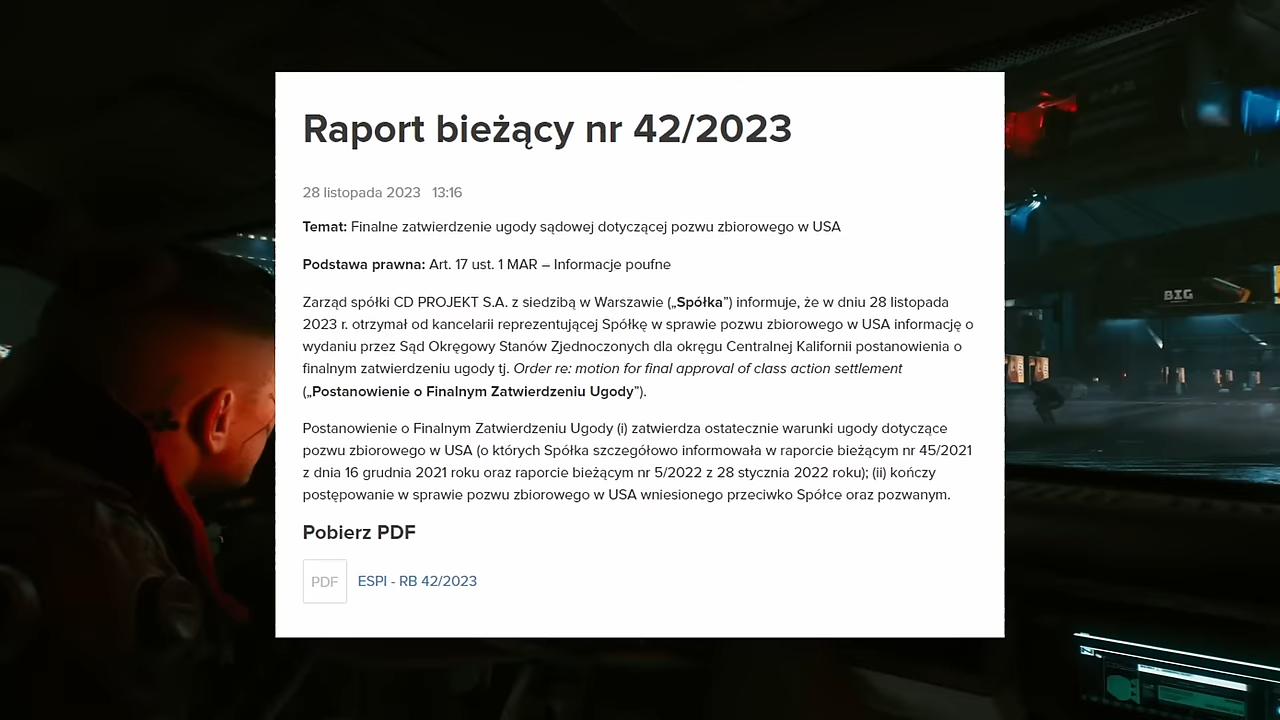 Raport bieżący nr 42/2023
28 listopada 2023 13:16
Temat: Finalne zatwierdzenie ugody sądowej dotyczącej pozwu zbiorowego w USA
Podstawa prawna: Art. 17 ust. 1 MAR – Informacje poufne
Zarząd spółki CD PROJEKT S.A. z siedzibą w Warszawie („Spółka”) informuje, że w dniu 28 listopada
2023 r. otrzymał od kancelarii reprezentującej Spółkę w sprawie pozwu zbiorowego w USA informację o
wydaniu przez Sąd Okręgowy Stanów Zjednoczonych dla okręgu Centralnej Kalifornii postanowienia o
finalnym zatwierdzeniu ugody tj. Order re: motion for final approval of class action settlement
(„Postanowienie o Finalnym Zatwierdzeniu Ugody”).
Postanowienie o Finalnym Zatwierdzeniu Ugody (i) zatwierdza ostatecznie warunki ugody dotyczące
pozwu zbiorowego w USA (o których Spółka szczegółowo informowała w raporcie bieżącym nr 45/2021
z dnia 16 grudnia 2021 roku oraz raporcie bieżącym nr 5/2022 z 28 stycznia 2022 roku); (ii) kończy
postępowanie w sprawie pozwu zbiorowego w USA wniesionego przeciwko Spółce oraz pozwanym.
Pobierz PDF
PDF ESPI - RB 42/2023
BIG